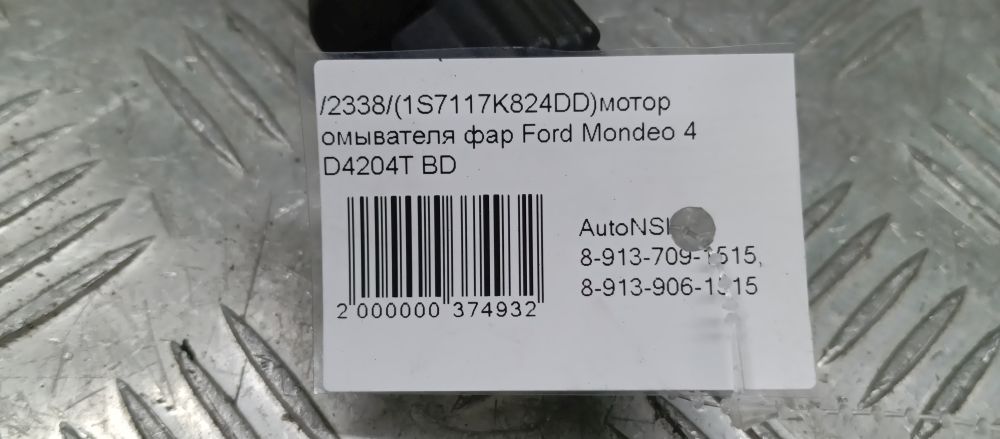 /2338/(1S7117K824DD)мотор
омывателя фар Ford Mondeo 4
D4204T BD
AutoNSK
8-913-709-1515,
8-913-906-1515
2 000000 374932